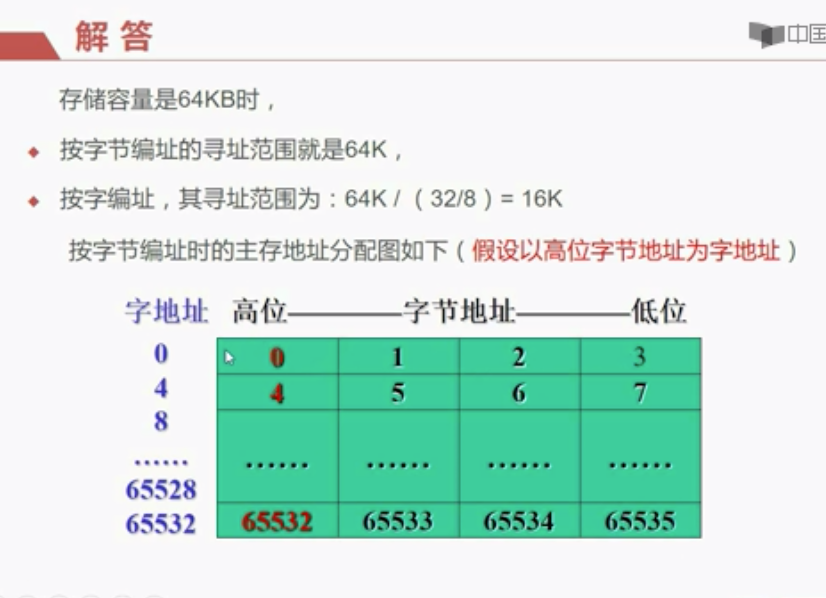 解 答
中国
存储容量是64KB时，
按字节编址的寻址范围就是64K，
按字编址，其寻址范围为：64K /（32/8）= 16K
按字节编址时的主存地址分配图如下（假设以高位字节地址为字地址）
字地址 高位————字节地址————低位
0 0 1 2 3
4 4 5 6 7
8
…… …… …… …… ……
65528
65532 65532 65533 65534 65535